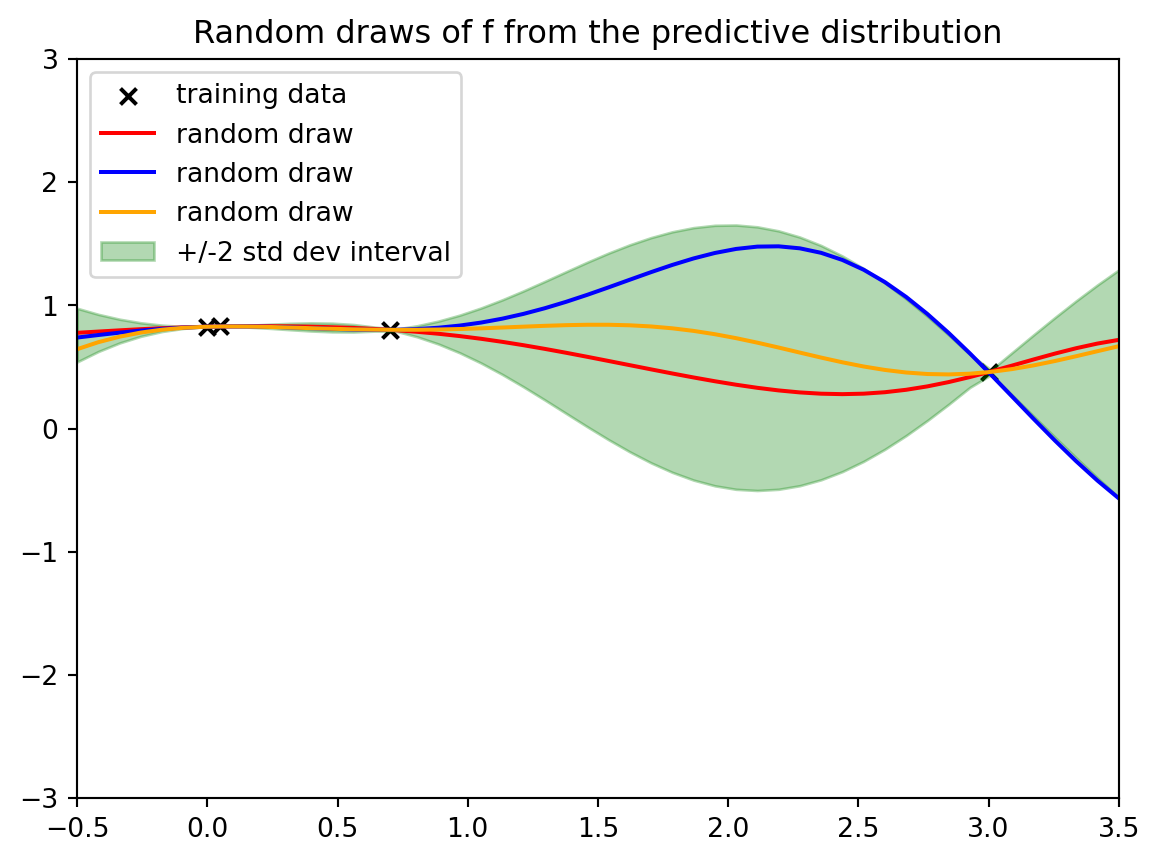 Random draws of f from the predictive distribution
3
2
1
0
−1
−2
−3
training data
random draw
random draw
random draw
+/-2 std dev interval
−0.5 0.0 0.5 1.0 1.5 2.0 2.5 3.0 3.5